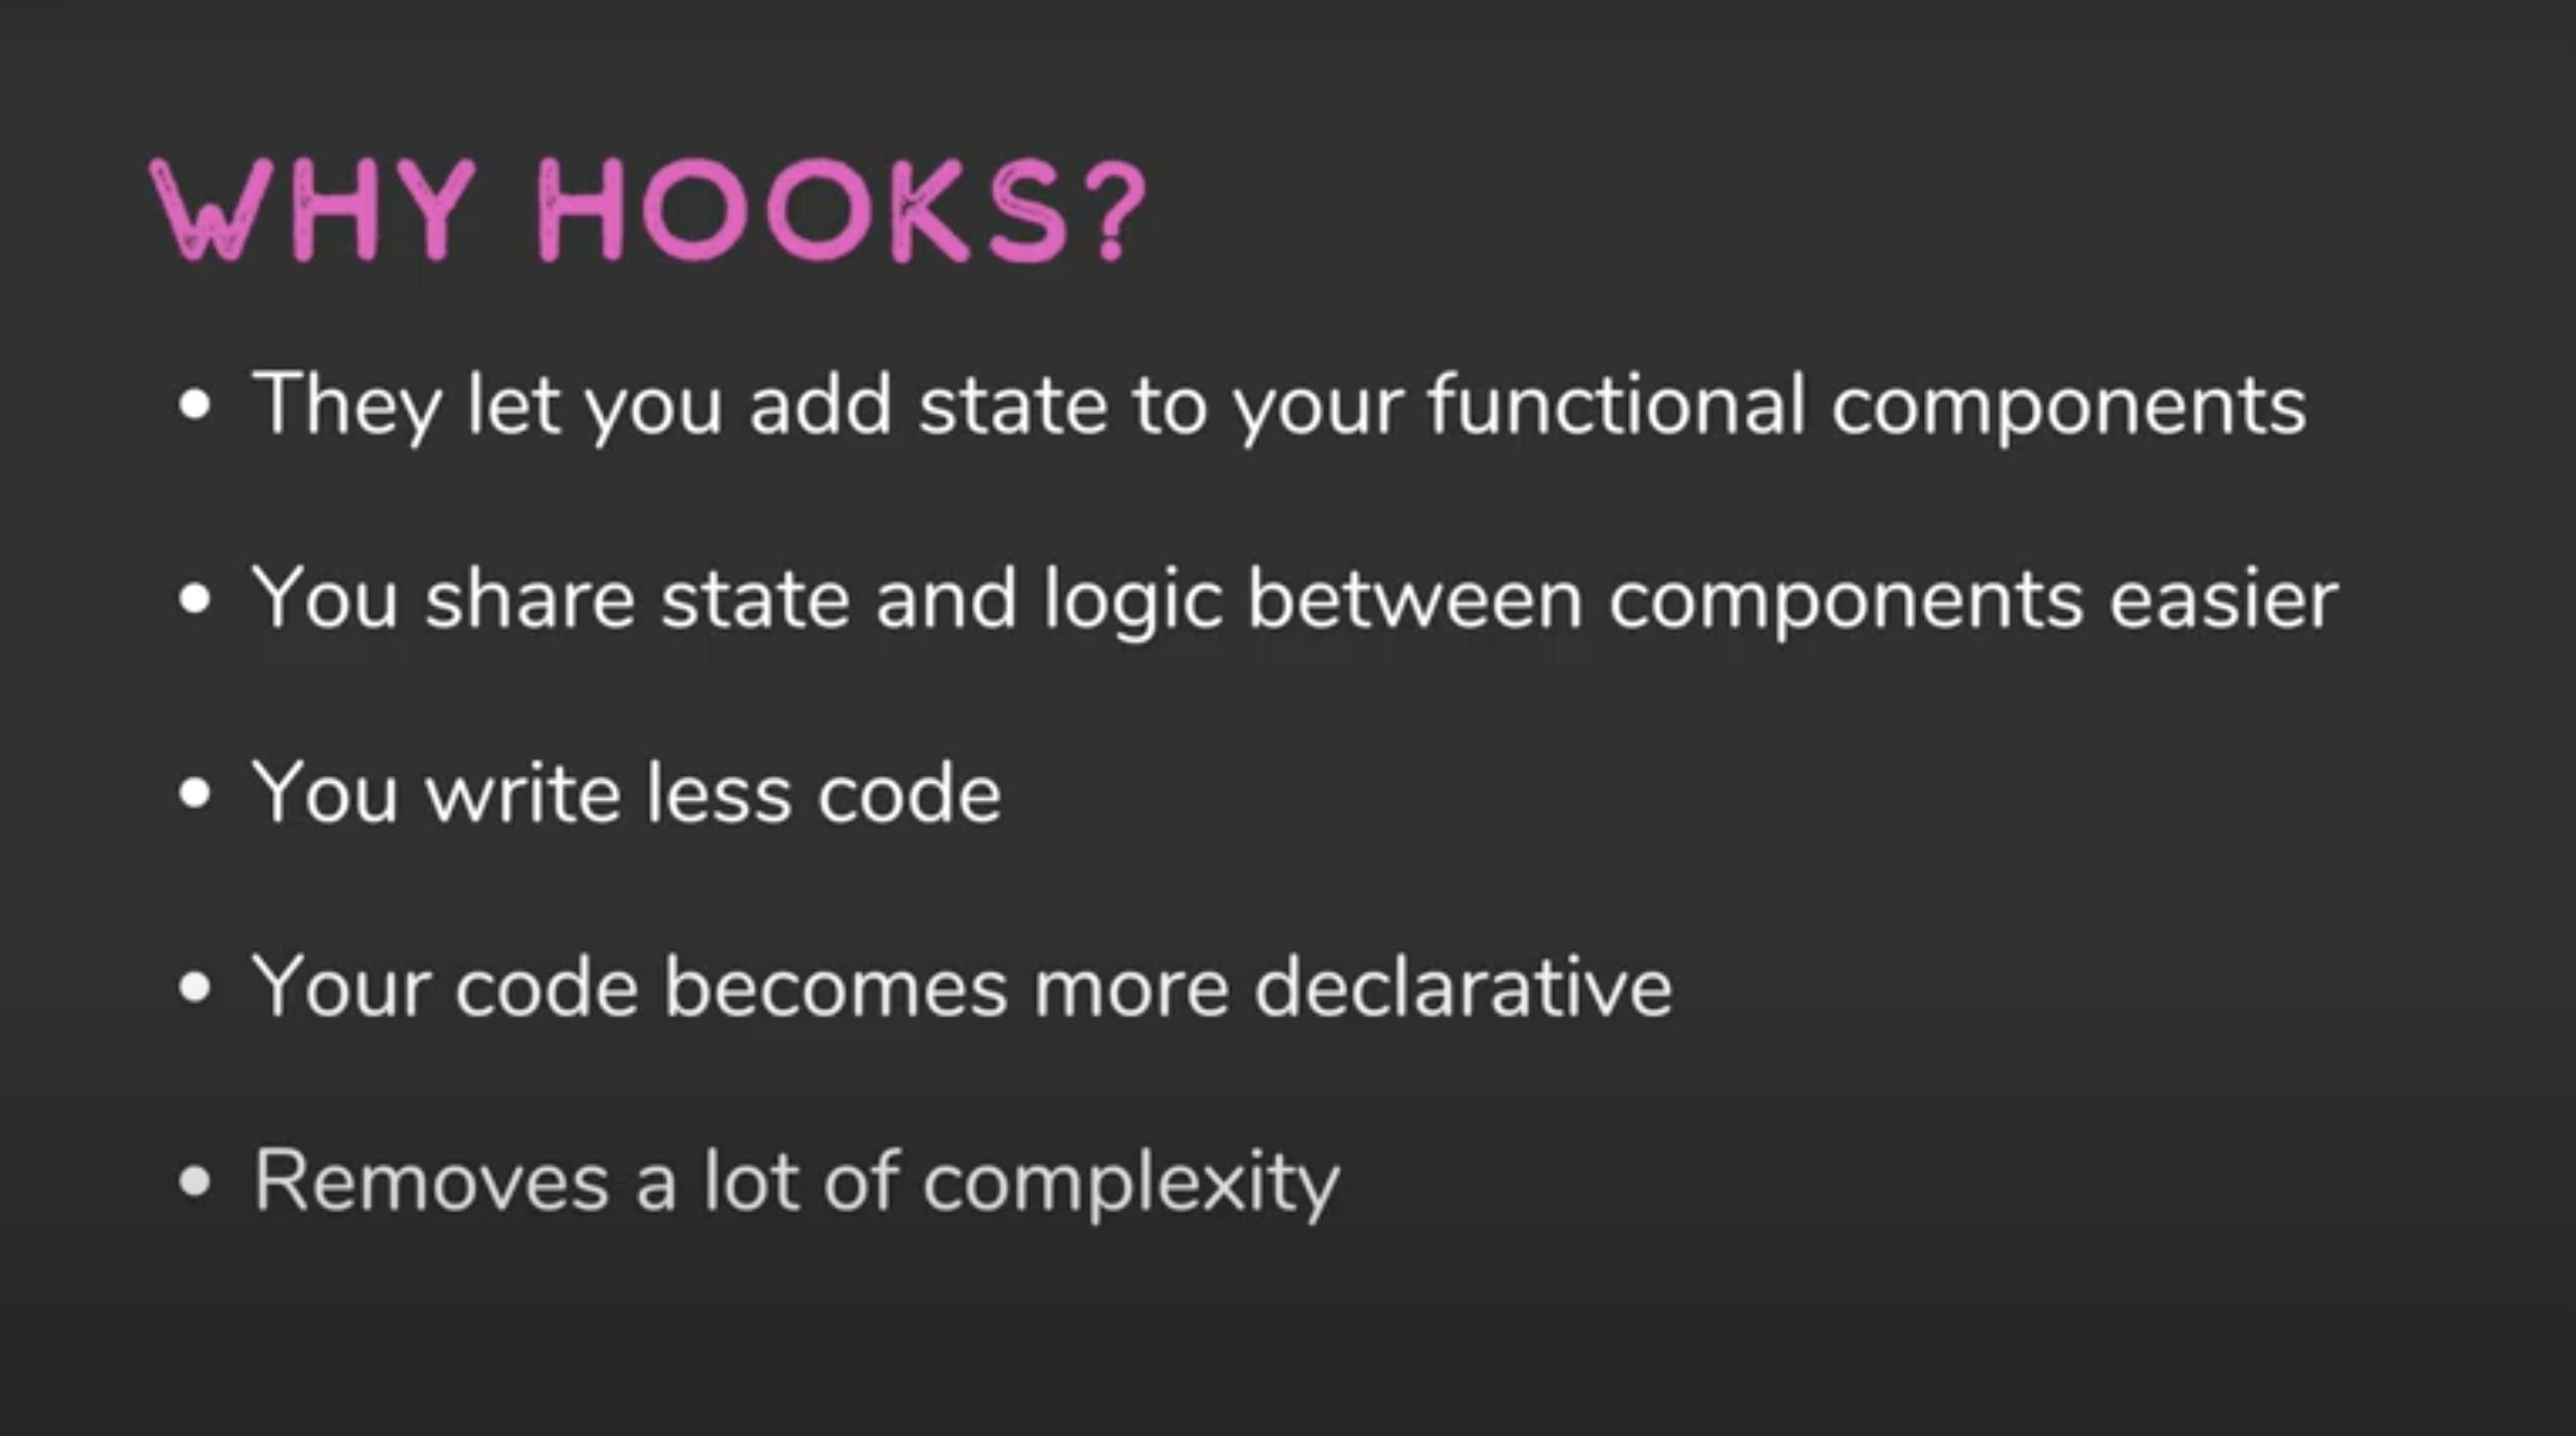 WHY HOOKS?
• They let you add state to your functional components
• You share state and logic between components easier
• You write less code
• Your code becomes more declarative
• Removes a lot of complexity